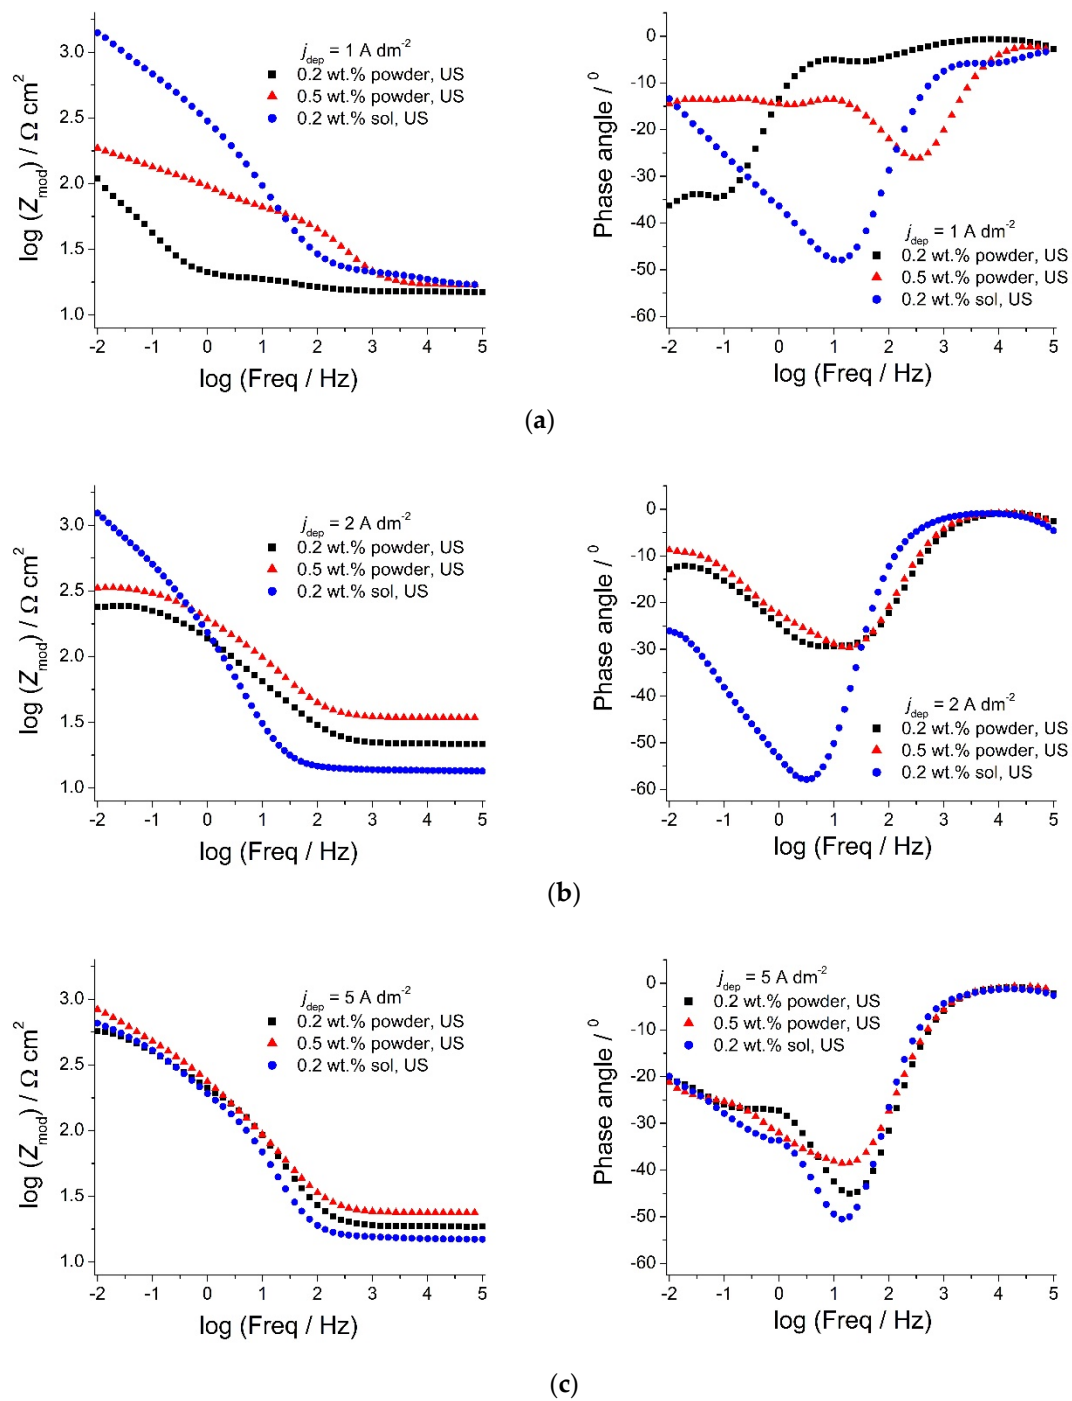 log (Z_mod) / Ω cm²
3.0
2.5
2.0
1.5
1.0
j_dep = 1 A dm⁻²
0.2 wt.% powder, US
0.5 wt.% powder, US
0.2 wt.% sol, US
-2 -1 0 1 2 3 4 5
log (Freq / Hz)
Phase angle / ⁰
0
-10
-20
-30
-40
-50
-60
j_dep = 1 A dm⁻²
0.2 wt.% powder, US
0.5 wt.% powder, US
0.2 wt.% sol, US
-2 -1 0 1 2 3 4 5
log (Freq / Hz)
(a)
log (Z_mod) / Ω cm²
3.0
2.5
2.0
1.5
1.0
j_dep = 2 A dm⁻²
0.2 wt.% powder, US
0.5 wt.% powder, US
0.2 wt.% sol, US
-2 -1 0 1 2 3 4 5
log (Freq / Hz)
Phase angle / ⁰
0
-10
-20
-30
-40
-50
-60
j_dep = 2 A dm⁻²
0.2 wt.% powder, US
0.5 wt.% powder, US
0.2 wt.% sol, US
-2 -1 0 1 2 3 4 5
log (Freq / Hz)
(b)
log (Z_mod) / Ω cm²
3.0
2.5
2.0
1.5
1.0
j_dep = 5 A dm⁻²
0.2 wt.% powder, US
0.5 wt.% powder, US
0.2 wt.% sol, US
-2 -1 0 1 2 3 4 5
log (Freq / Hz)
Phase angle / ⁰
0
-10
-20
-30
-40
-50
-60
j_dep = 5 A dm⁻²
0.2 wt.% powder, US
0.5 wt.% powder, US
0.2 wt.% sol, US
-2 -1 0 1 2 3 4 5
log (Freq / Hz)
(c)